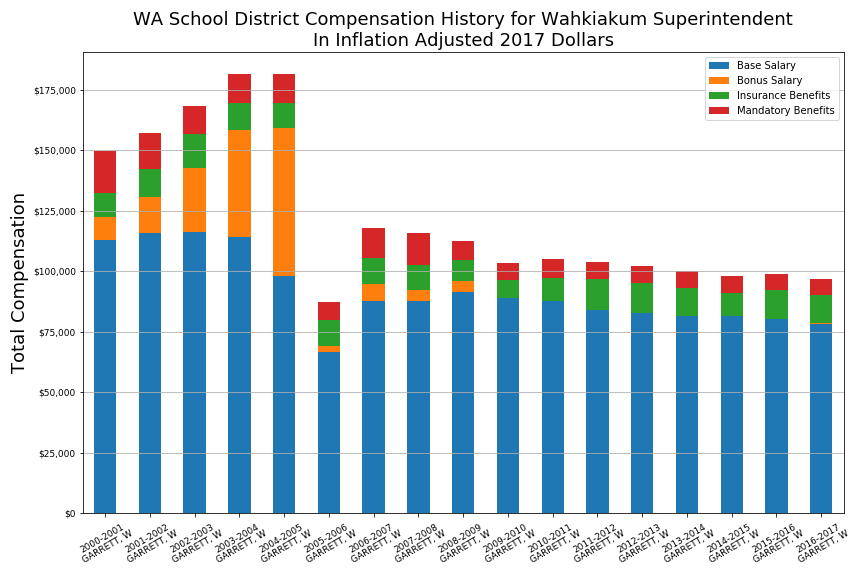 WA School District Compensation History for Wahkiakum Superintendent
In Inflation Adjusted 2017 Dollars
Base Salary
Bonus Salary
Insurance Benefits
Mandatory Benefits
Total Compensation
$175,000
$150,000
$125,000
$100,000
$75,000
$50,000
$25,000
$0
2000-2001
GARRETT, W
2001-2002
GARRETT, W
2002-2003
GARRETT, W
2003-2004
GARRETT, W
2004-2005
GARRETT, W
2005-2006
GARRETT, W
2006-2007
GARRETT, W
2007-2008
GARRETT, W
2008-2009
GARRETT, W
2009-2010
GARRETT, W
2010-2011
GARRETT, W
2011-2012
GARRETT, W
2012-2013
GARRETT, W
2013-2014
GARRETT, W
2014-2015
GARRETT, W
2015-2016
GARRETT, W
2016-2017
GARRETT, W